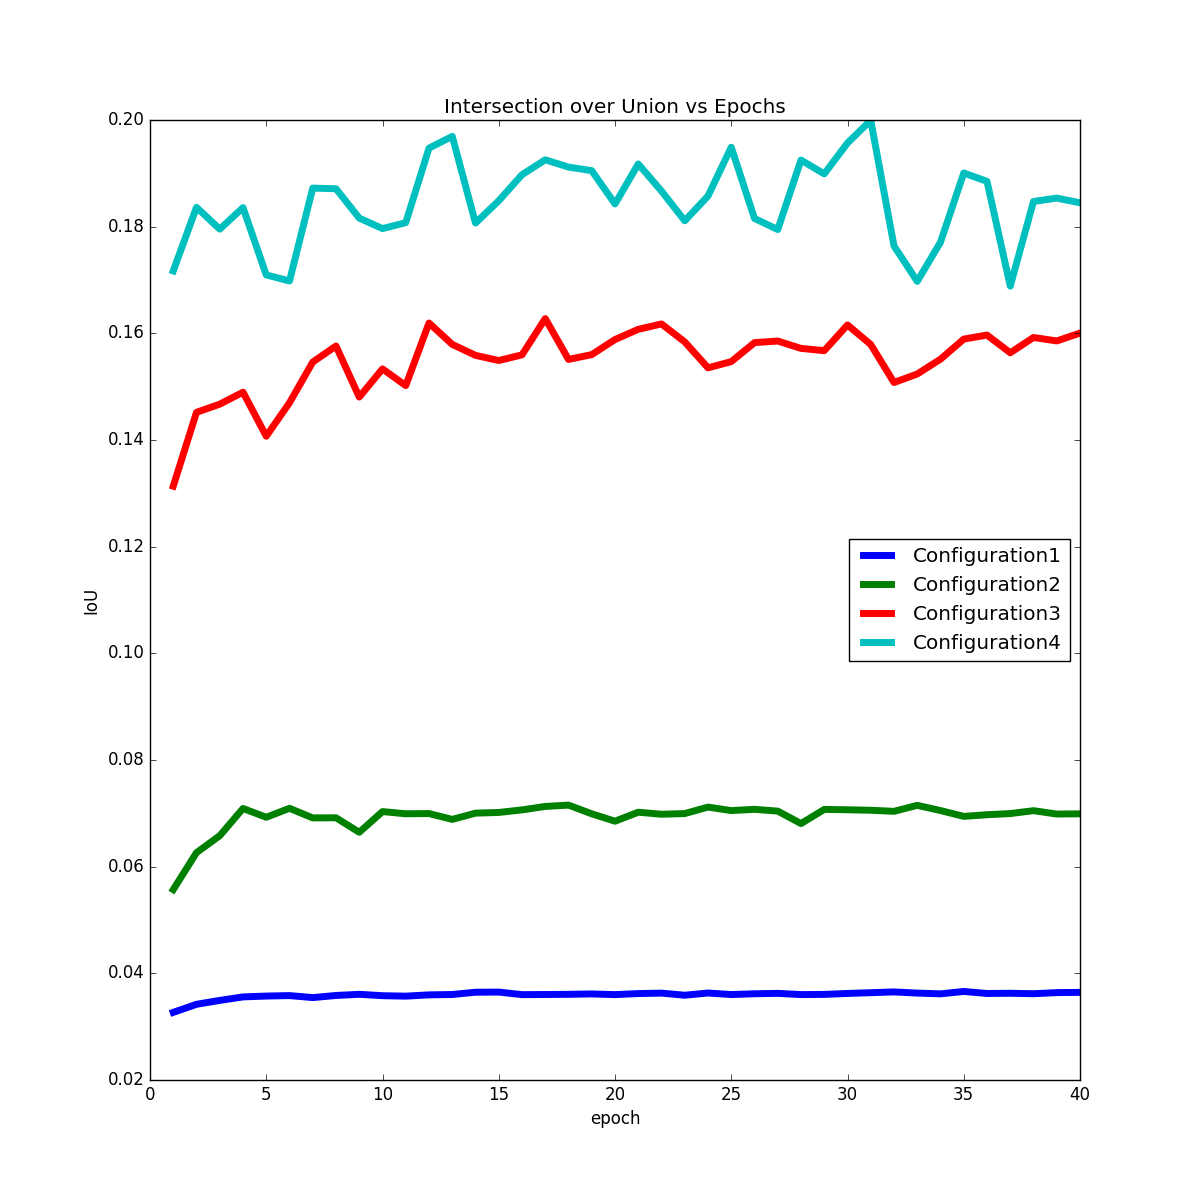 Intersection over Union vs Epochs
0.20
0.18
0.16
0.14
0.12
0.10
0.08
0.06
0.04
0.02
IoU
Configuration1
Configuration2
Configuration3
Configuration4
0 5 10 15 20 25 30 35 40
epoch